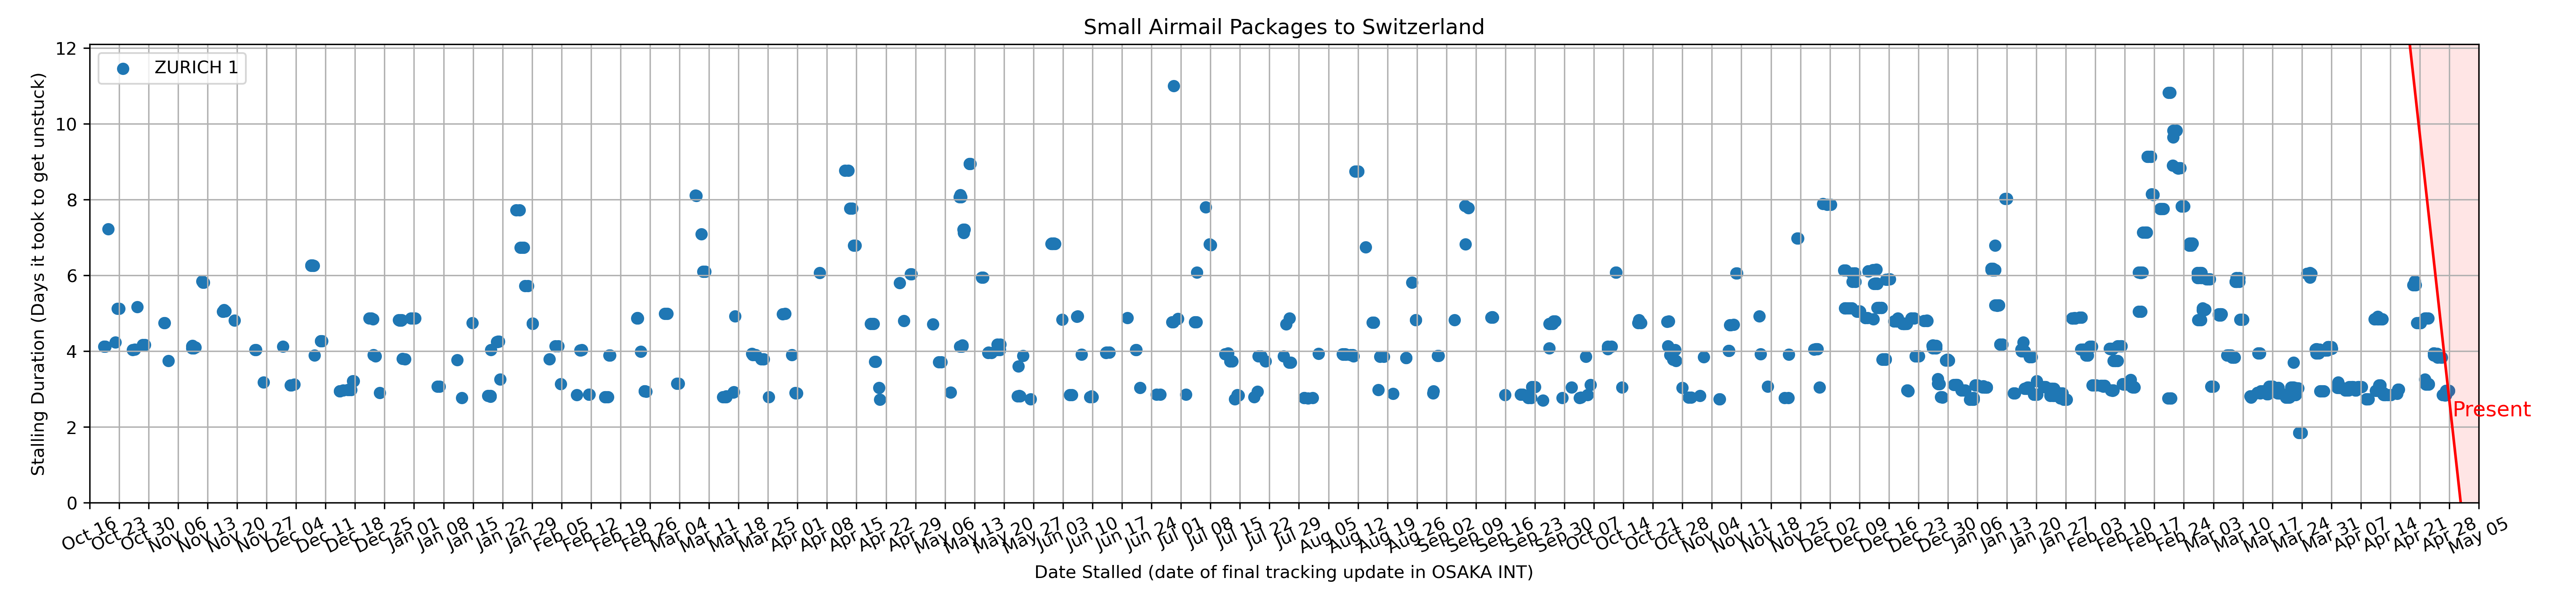 Small Airmail Packages to Switzerland
ZURICH 1
Stalling Duration (Days it took to get unstuck)
12
10
8
6
4
2
0
Present
Oct 16 Oct 23 Oct 30 Nov 06 Nov 13 Nov 20 Nov 27 Dec 04 Dec 11 Dec 18 Dec 25 Jan 01 Jan 08 Jan 15 Jan 22 Jan 29 Feb 05 Feb 12 Feb 19 Feb 26 Mar 04 Mar 11 Mar 18 Mar 25 Apr 01 Apr 08 Apr 15 Apr 22 Apr 29 May 06 May 13 May 20 May 27 Jun 03 Jun 10 Jun 17 Jun 24 Jul 01 Jul 08 Jul 15 Jul 22 Jul 29 Aug 05 Aug 12 Aug 19 Aug 26 Sep 02 Sep 09 Sep 16 Sep 23 Sep 30 Oct 07 Oct 14 Oct 21 Oct 28 Nov 04 Nov 11 Nov 18 Nov 25 Dec 02 Dec 09 Dec 16 Dec 23 Dec 30 Jan 06 Jan 13 Jan 20 Jan 27 Feb 03 Feb 10 Feb 17 Feb 24 Mar 03 Mar 10 Mar 17 Mar 24 Mar 31 Apr 07 Apr 14 Apr 21 Apr 28 May 05
Date Stalled (date of final tracking update in OSAKA INT)